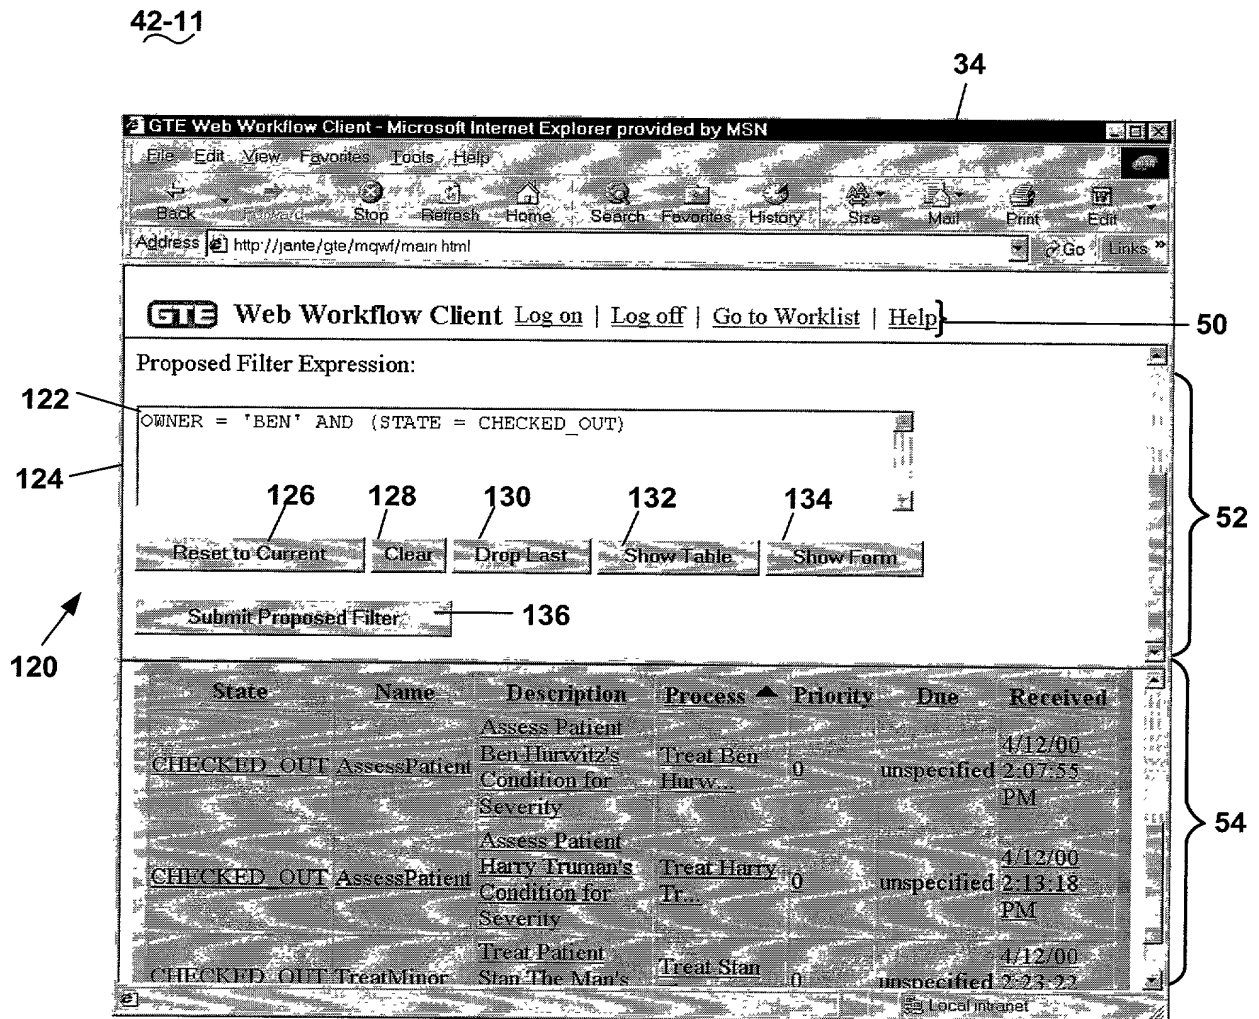 42-11
34
GTE Web Workflow Client - Microsoft Internet Explorer provided by MSN
File Edit View Favorites Tools Help
Back Forward Stop Refresh Home Search Favorites History Size Mail Print Edit
Address http://jante/gte/mqwf/main html Go Links »
GTE Web Workflow Client Log on | Log off | Go to Worklist | Help
50
Proposed Filter Expression:
122
OWNER = 'BEN' AND (STATE = CHECKED_OUT)
124
126 128 130 132 134
52
Reset to Current Clear Drop Last Show Table Show Form
Submit Proposed Filter
136
120
State Name Description Process Priority Due Received
CHECKED_OUT AssessPatient Assess Patient Ben Hurwitz's Condition for Severity Treat Ben Hurw... 0 unspecified 4/12/00 2:07:55 PM
54
CHECKED_OUT AssessPatient Assess Patient Harry Truman's Condition for Severity Treat Harry Tr... 0 unspecified 4/12/00 2:13:18 PM
CHECKED_OUT TreatMinor Treat Patient Stan The Man's Treat Stan 0 unspecified 4/12/00 2:23:22
Local intranet